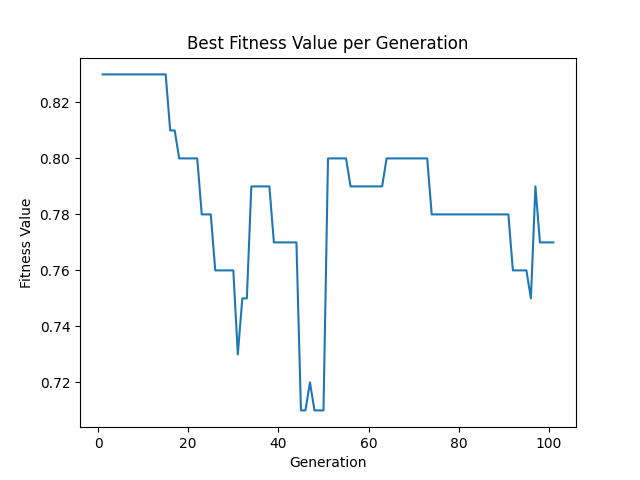 Best Fitness Value per Generation
0.82
0.80
0.78
0.76
0.74
0.72
Fitness Value
0 20 40 60 80 100
Generation